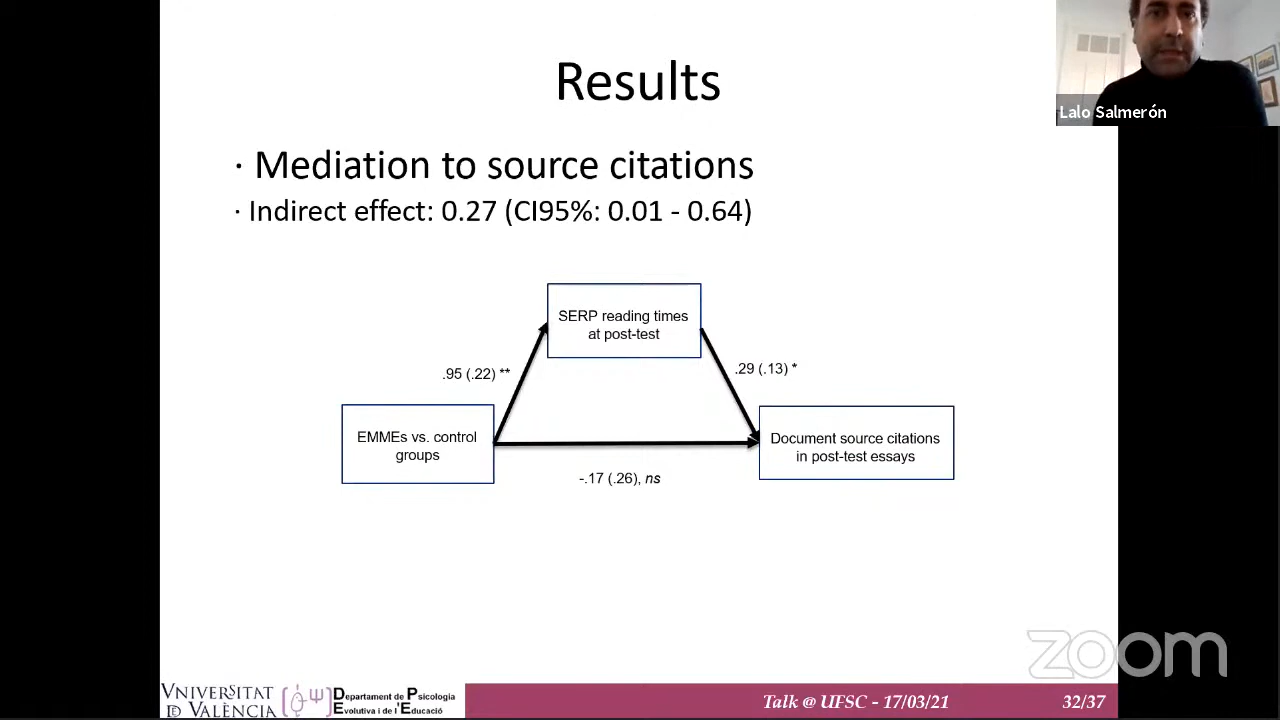 Results
Lalo Salmerón
· Mediation to source citations
· Indirect effect: 0.27 (CI95%: 0.01 - 0.64)
SERP reading times
at post-test
.95 (.22) **
.29 (.13) *
EMMEs vs. control
groups
Document source citations
in post-test essays
-.17 (.26), ns
zoom
VNIVERSITAT
DE VALÈNCIA
Departament de Psicologia
Evolutiva i de l'Educació
Talk @ UFSC - 17/03/21
32/37